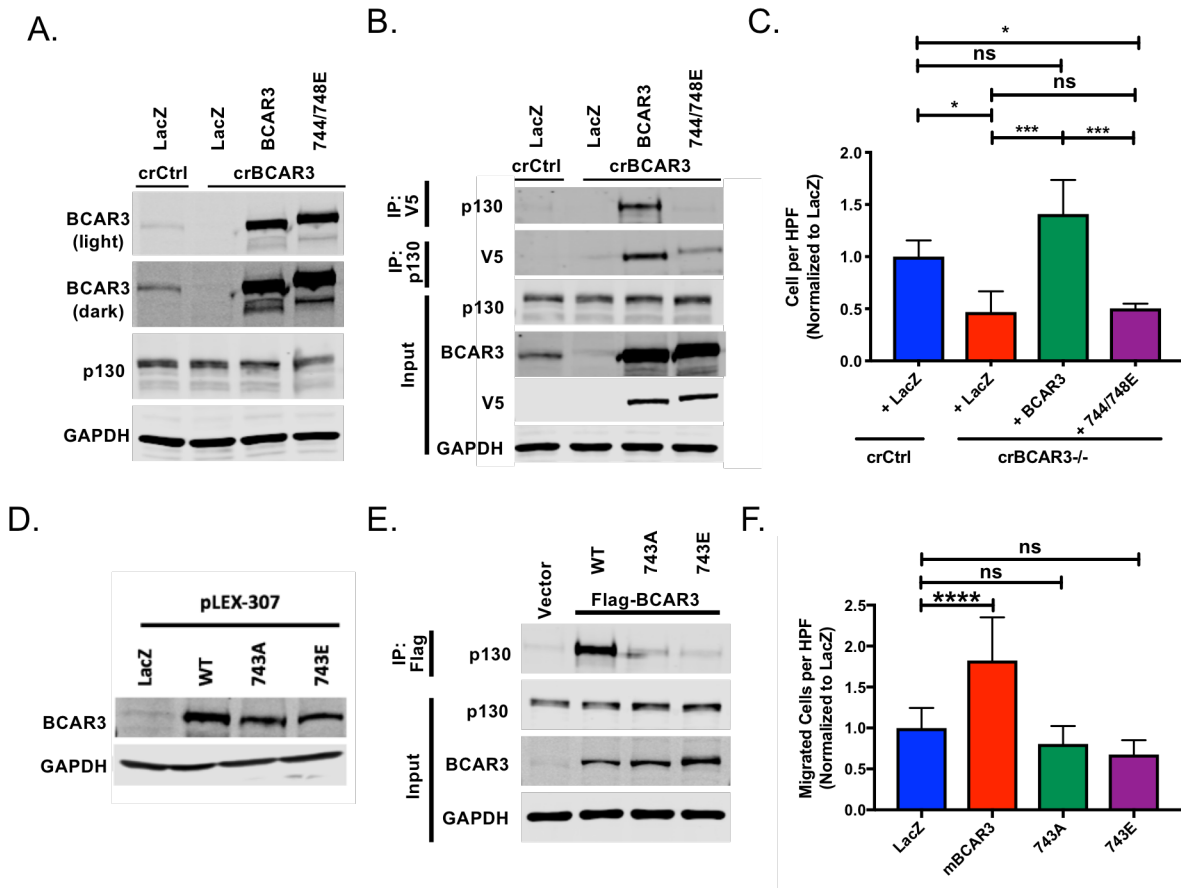 A.
LacZ
LacZ
BCAR3
744/748E
crCtrl
crBCAR3
BCAR3
(light)
BCAR3
(dark)
p130
GAPDH
B.
LacZ
LacZ
BCAR3
744/748E
crCtrl
crBCAR3
IP:
V5
p130
IP:
p130
V5
Input
p130
BCAR3
V5
GAPDH
C.
*
ns
ns
*
***
***
Cell per HPF
(Normalized to LacZ)
2.0
1.5
1.0
0.5
0.0
+ LacZ
+ LacZ
+ BCAR3
+ 744/748E
crCtrl
crBCAR3-/-
D.
pLEX-307
LacZ
WT
743A
743E
BCAR3
GAPDH
E.
Vector
WT
743A
743E
Flag-BCAR3
IP:
Flag
p130
Input
p130
BCAR3
GAPDH
F.
ns
ns
****
Migrated Cells per HPF
(Normalized to LacZ)
2.5
2.0
1.5
1.0
0.5
0.0
LacZ
mBCAR3
743A
743E